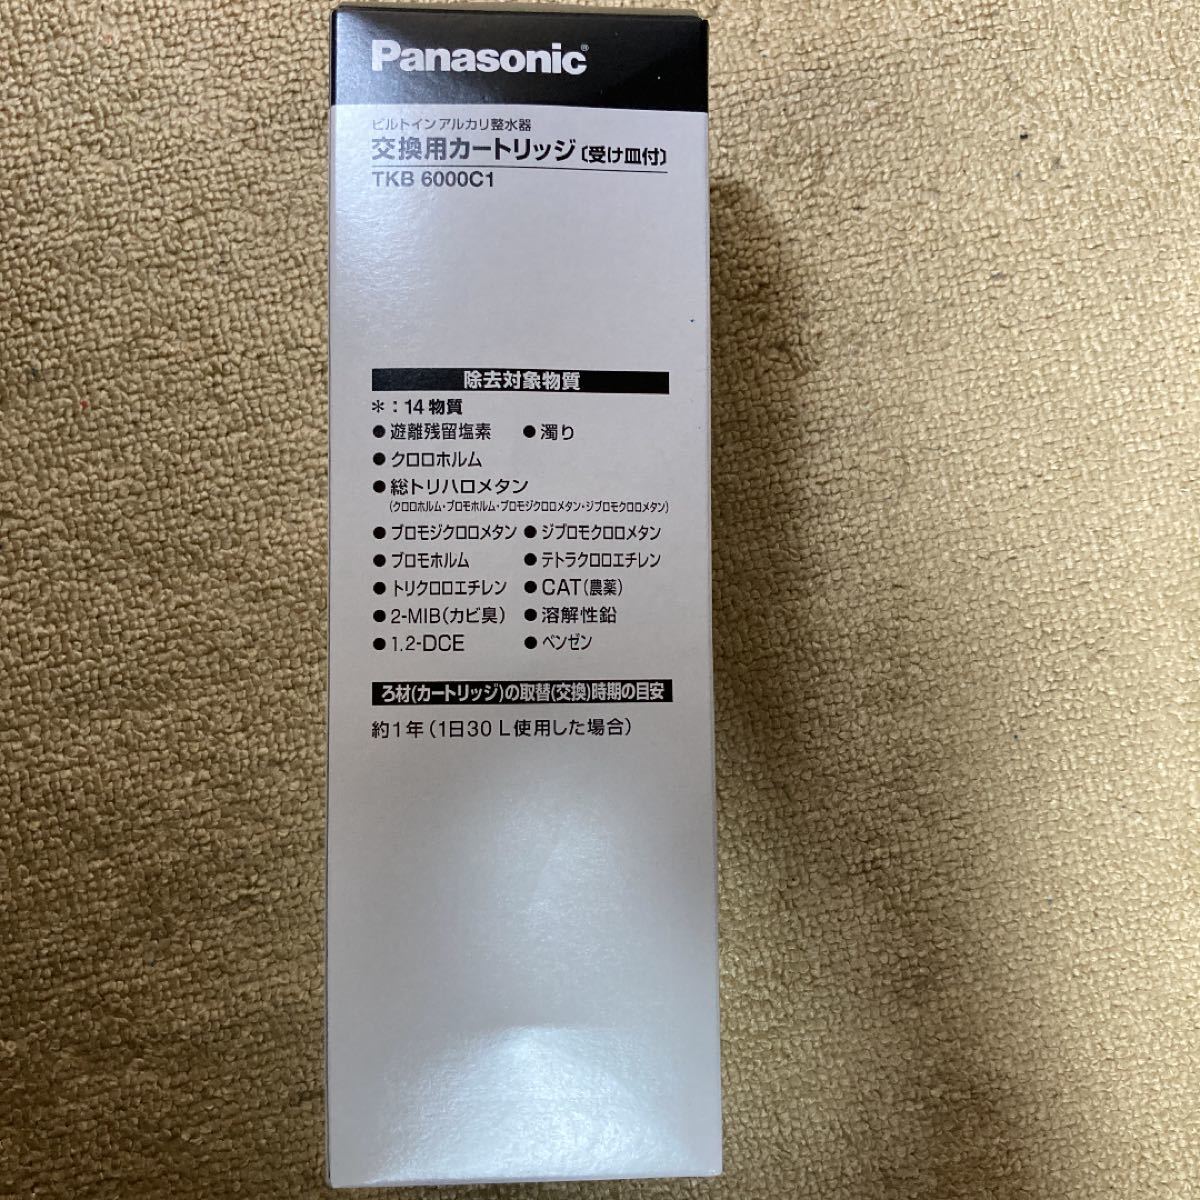 Panasonic®
ビルトインアルカリ整水器
交換用カートリッジ〔受け皿付〕
TKB 6000C1
除去対象物質
＊：14 物質
●遊離残留塩素 ●濁り
●クロロホルム
●総トリハロメタン
(クロロホルム・ブロモホルム・ブロモジクロロメタン・ジブロモクロロメタン)
●ブロモジクロロメタン ●ジブロモクロロメタン
●ブロモホルム ●テトラクロロエチレン
●トリクロロエチレン ●CAT(農薬)
●2-MIB(カビ臭) ●溶解性鉛
●1.2-DCE ●ベンゼン
ろ材(カートリッジ)の取替(交換)時期の目安
約1年(1日30 L使用した場合)